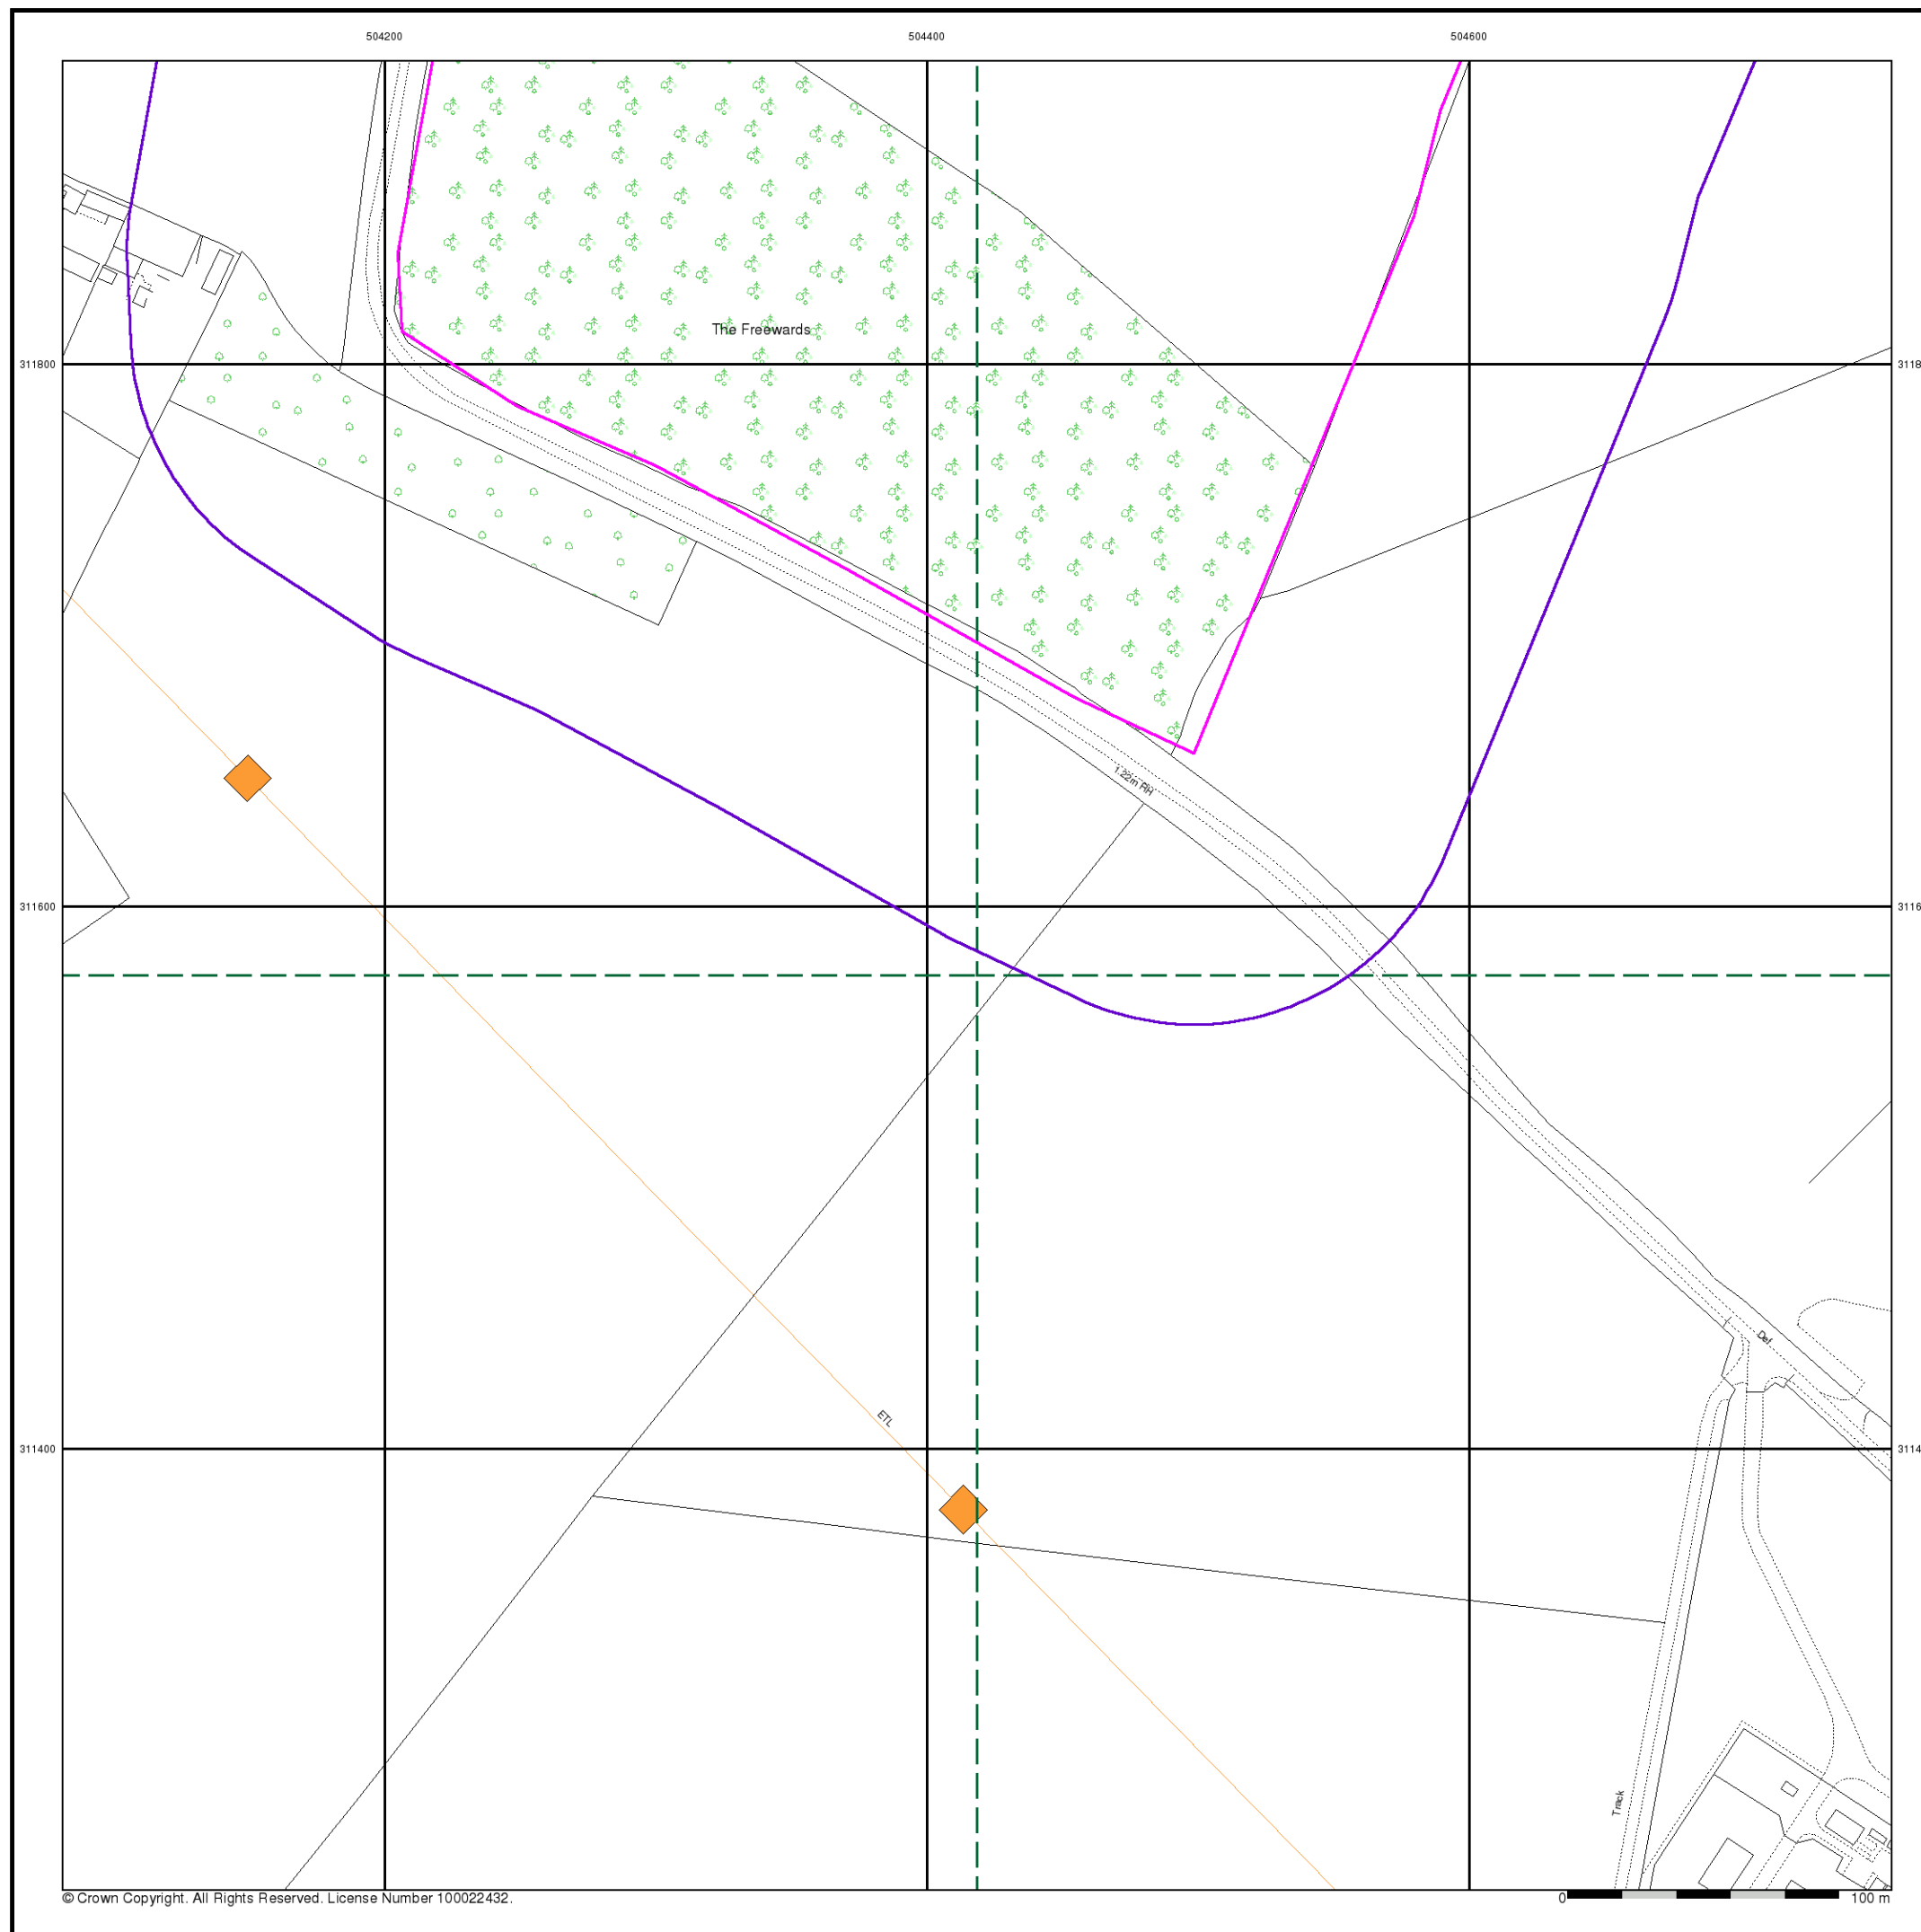 504200 504400 504600
The Freewards
311800 3118
1.22m RH
311600 3116
Def
ETL
311400 3114
Track
© Crown Copyright. All Rights Reserved. License Number 100022432.
0 100 m